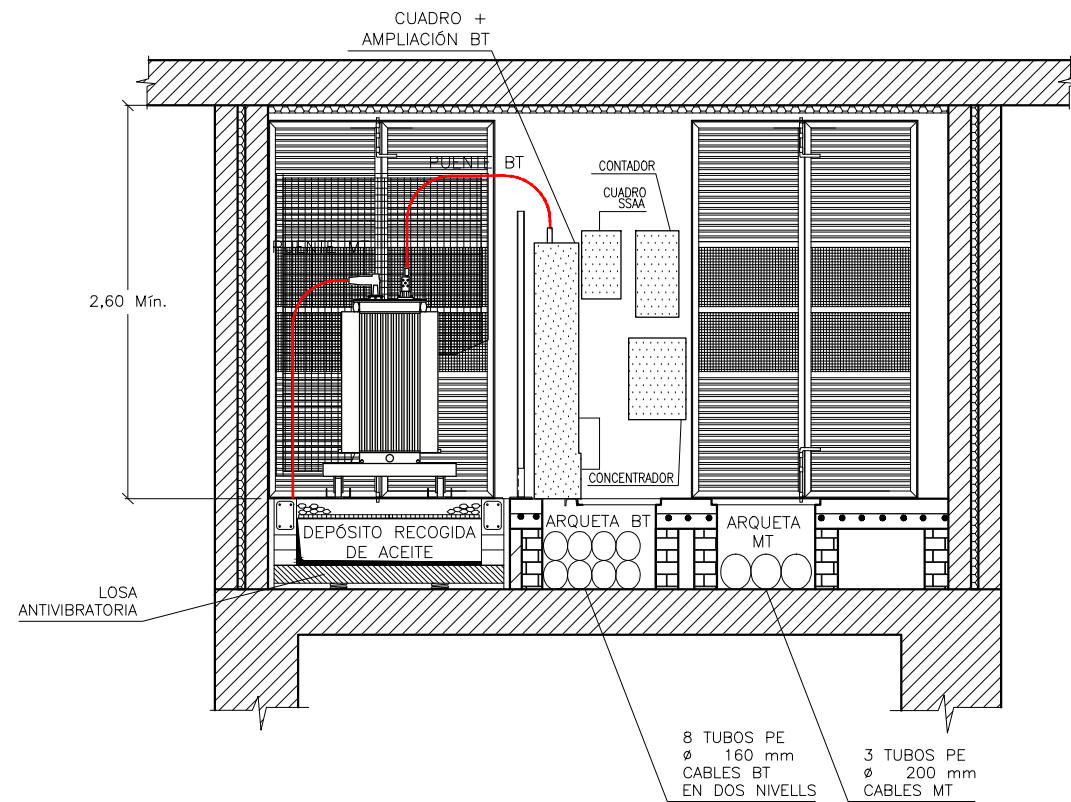 CUADRO +
AMPLIACIÓN BT
PUENTE BT
CONTADOR
CUADRO
SSAA
2,60 Mín.
CONCENTRADOR
DEPÓSITO RECOGIDA
DE ACEITE
ARQUETA BT
ARQUETA
MT
LOSA
ANTIVIBRATORIA
8 TUBOS PE
ø 160 mm
CABLES BT
EN DOS NIVELLS
3 TUBOS PE
ø 200 mm
CABLES MT